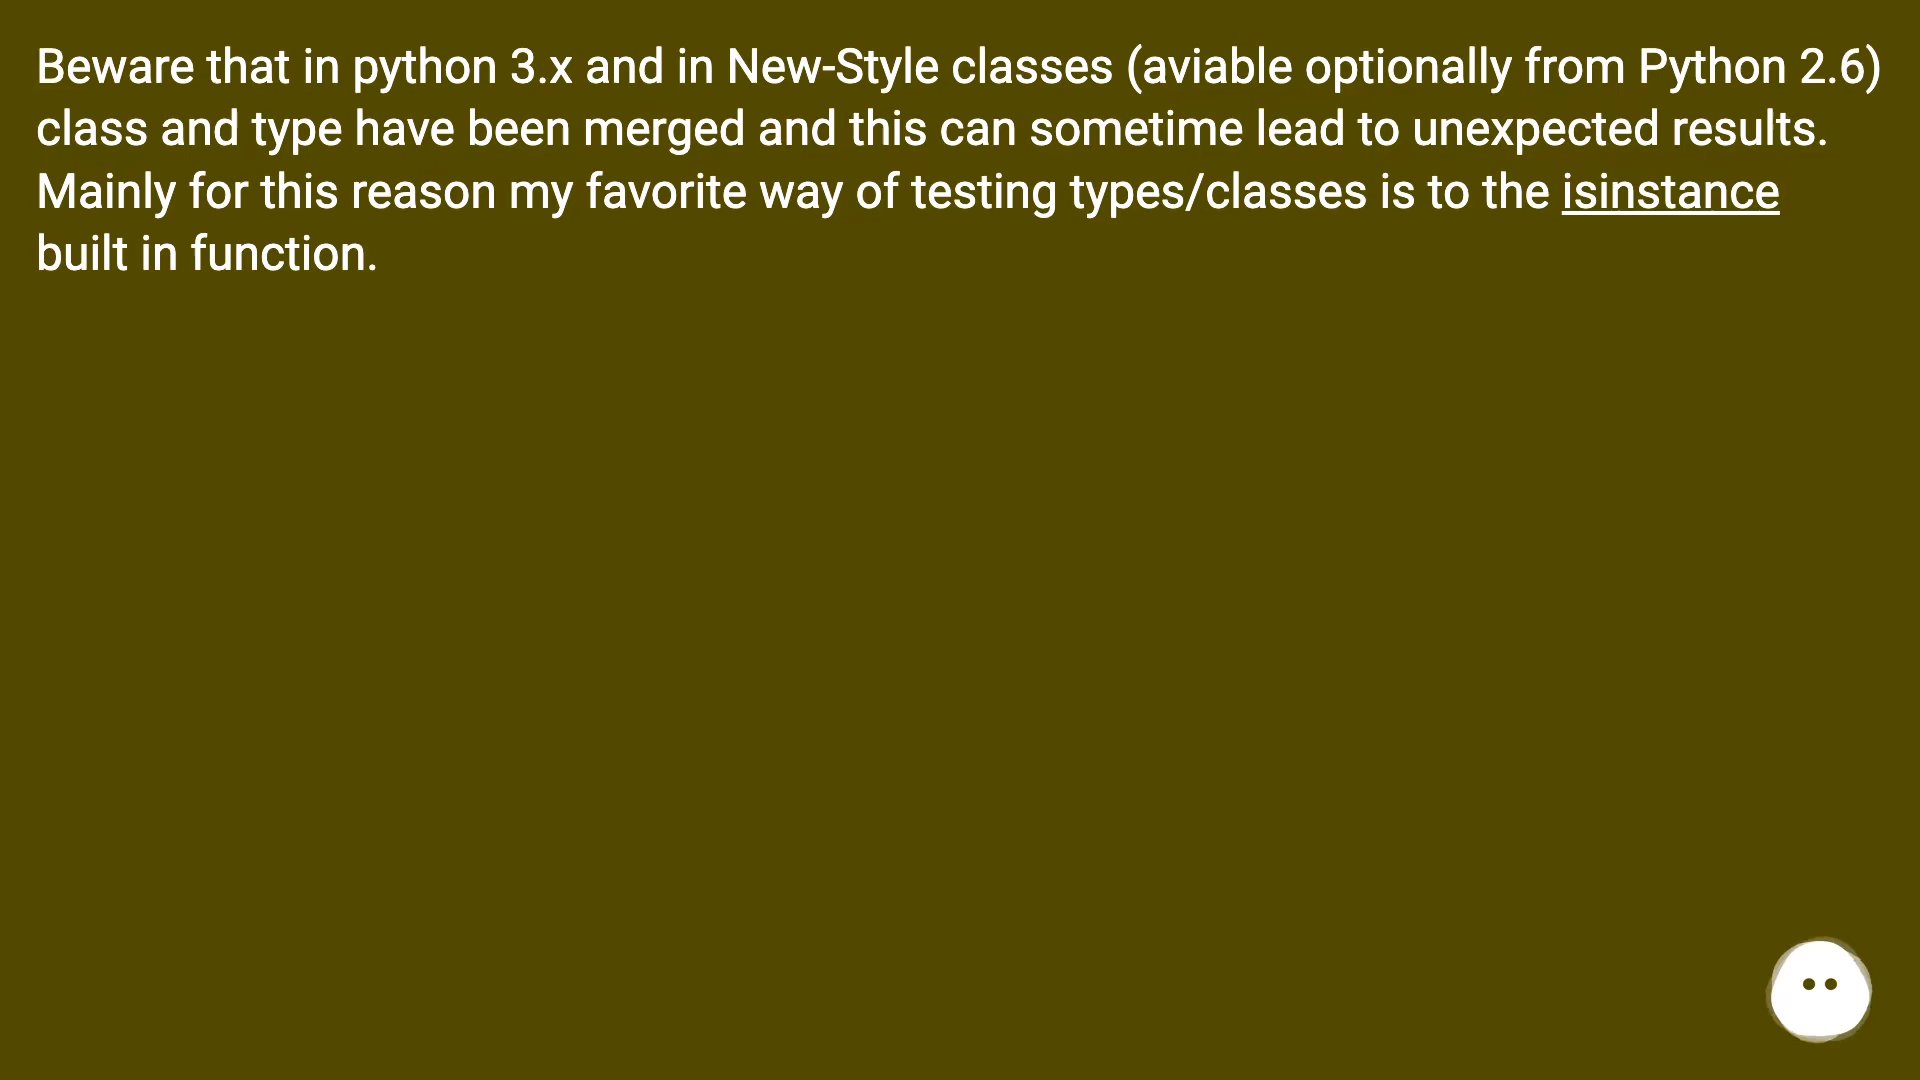 Beware that in python 3.x and in New-Style classes (aviable optionally from Python 2.6)
class and type have been merged and this can sometime lead to unexpected results.
Mainly for this reason my favorite way of testing types/classes is to the isinstance
built in function.